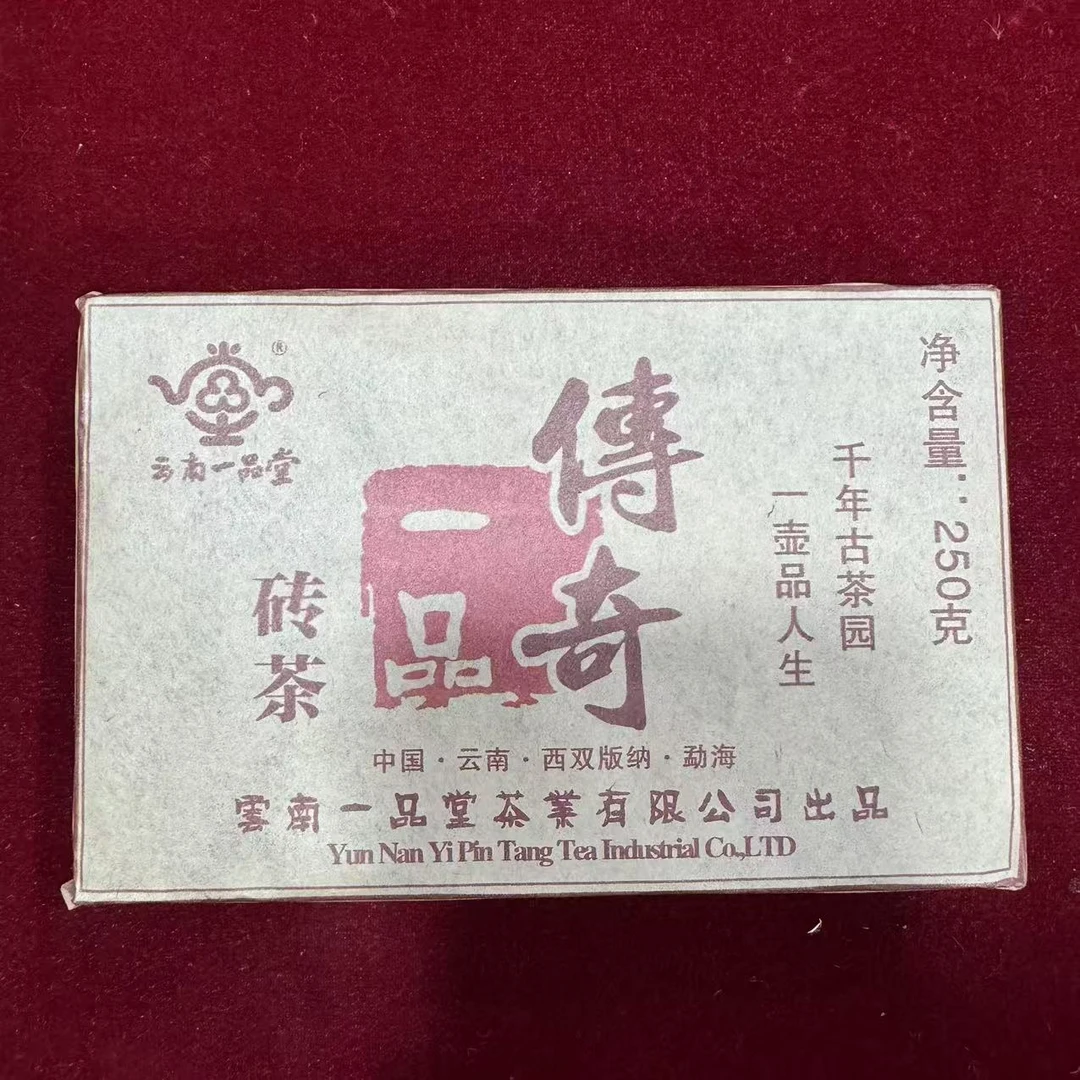 ®
云南一品堂
净含量：250克
千年古茶园
一壶品人生
傳奇
一品
砖茶
中国·云南·西双版纳·勐海
雲南一品堂茶業有限公司出品
Yun Nan Yi Pin Tang Tea Industrial Co.,LTD